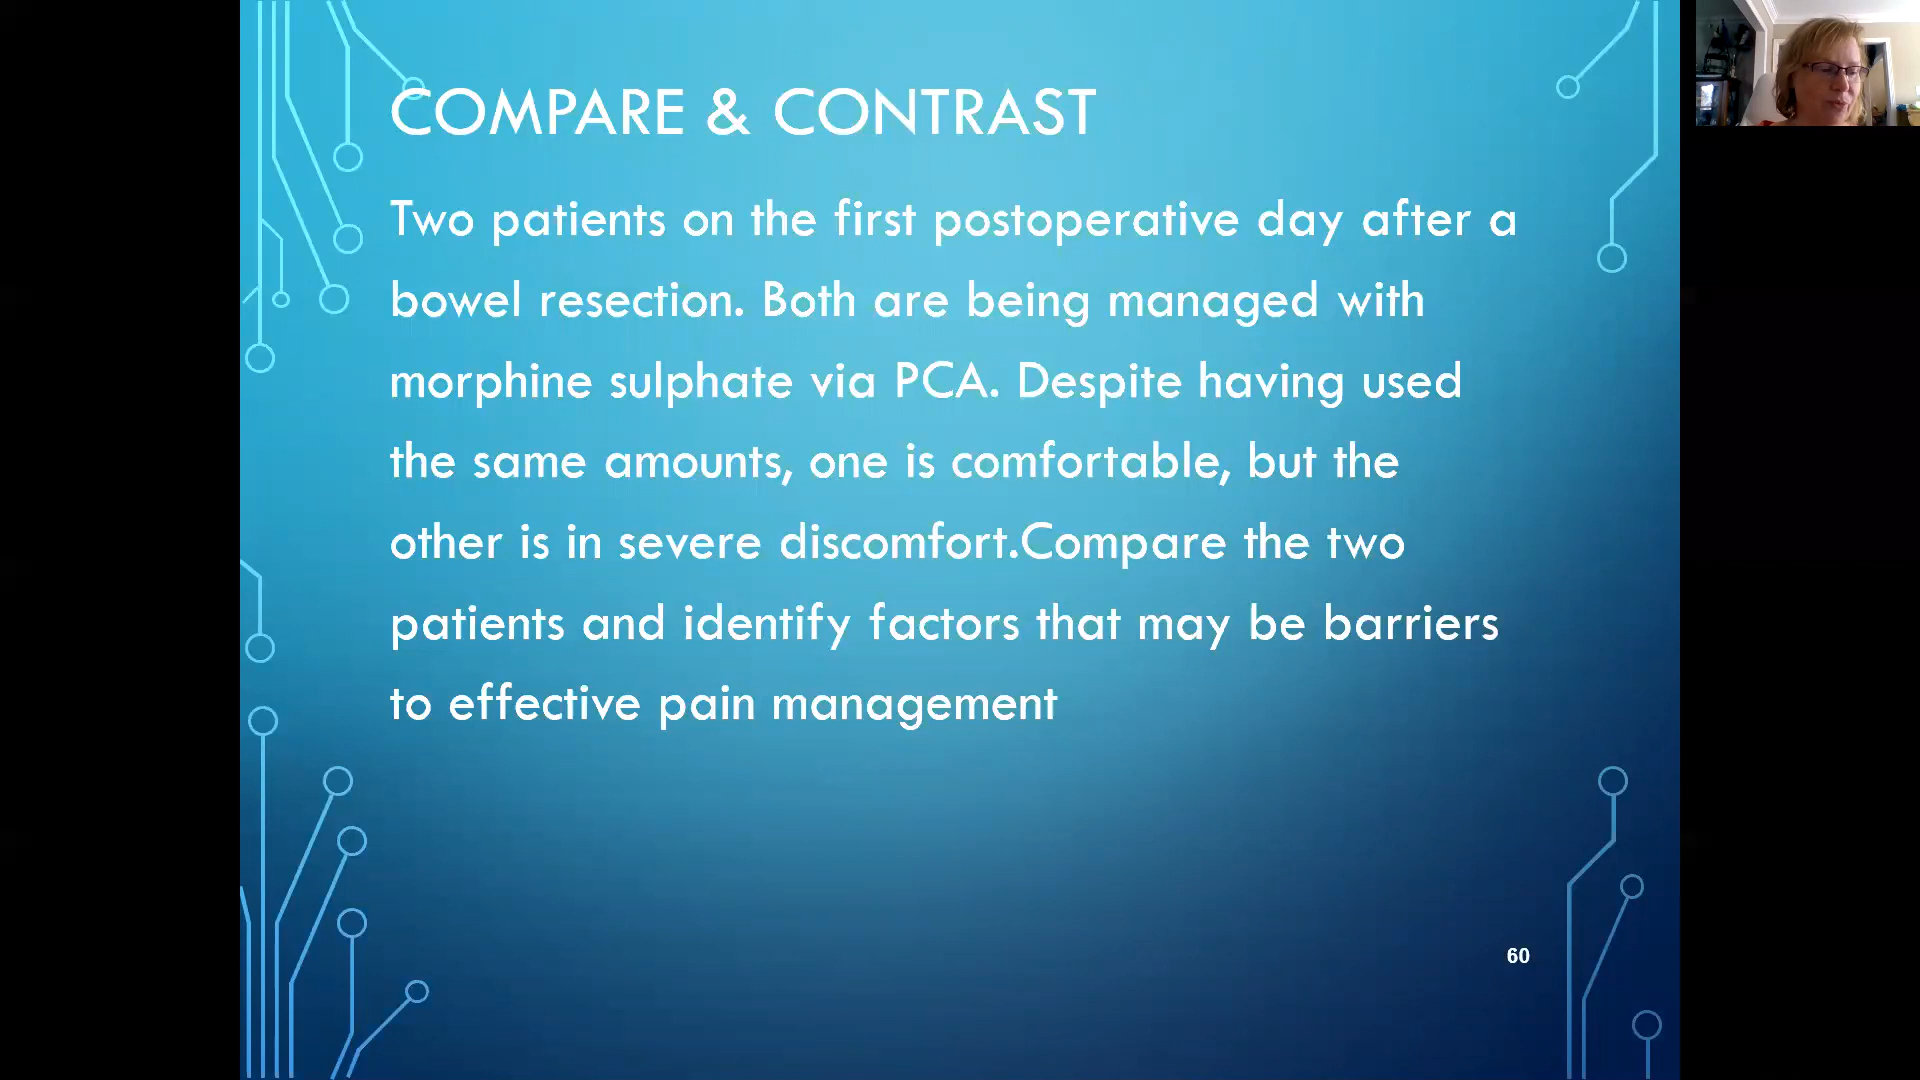 COMPARE & CONTRAST
Two patients on the first postoperative day after a
bowel resection. Both are being managed with
morphine sulphate via PCA. Despite having used
the same amounts, one is comfortable, but the
other is in severe discomfort.Compare the two
patients and identify factors that may be barriers
to effective pain management
60